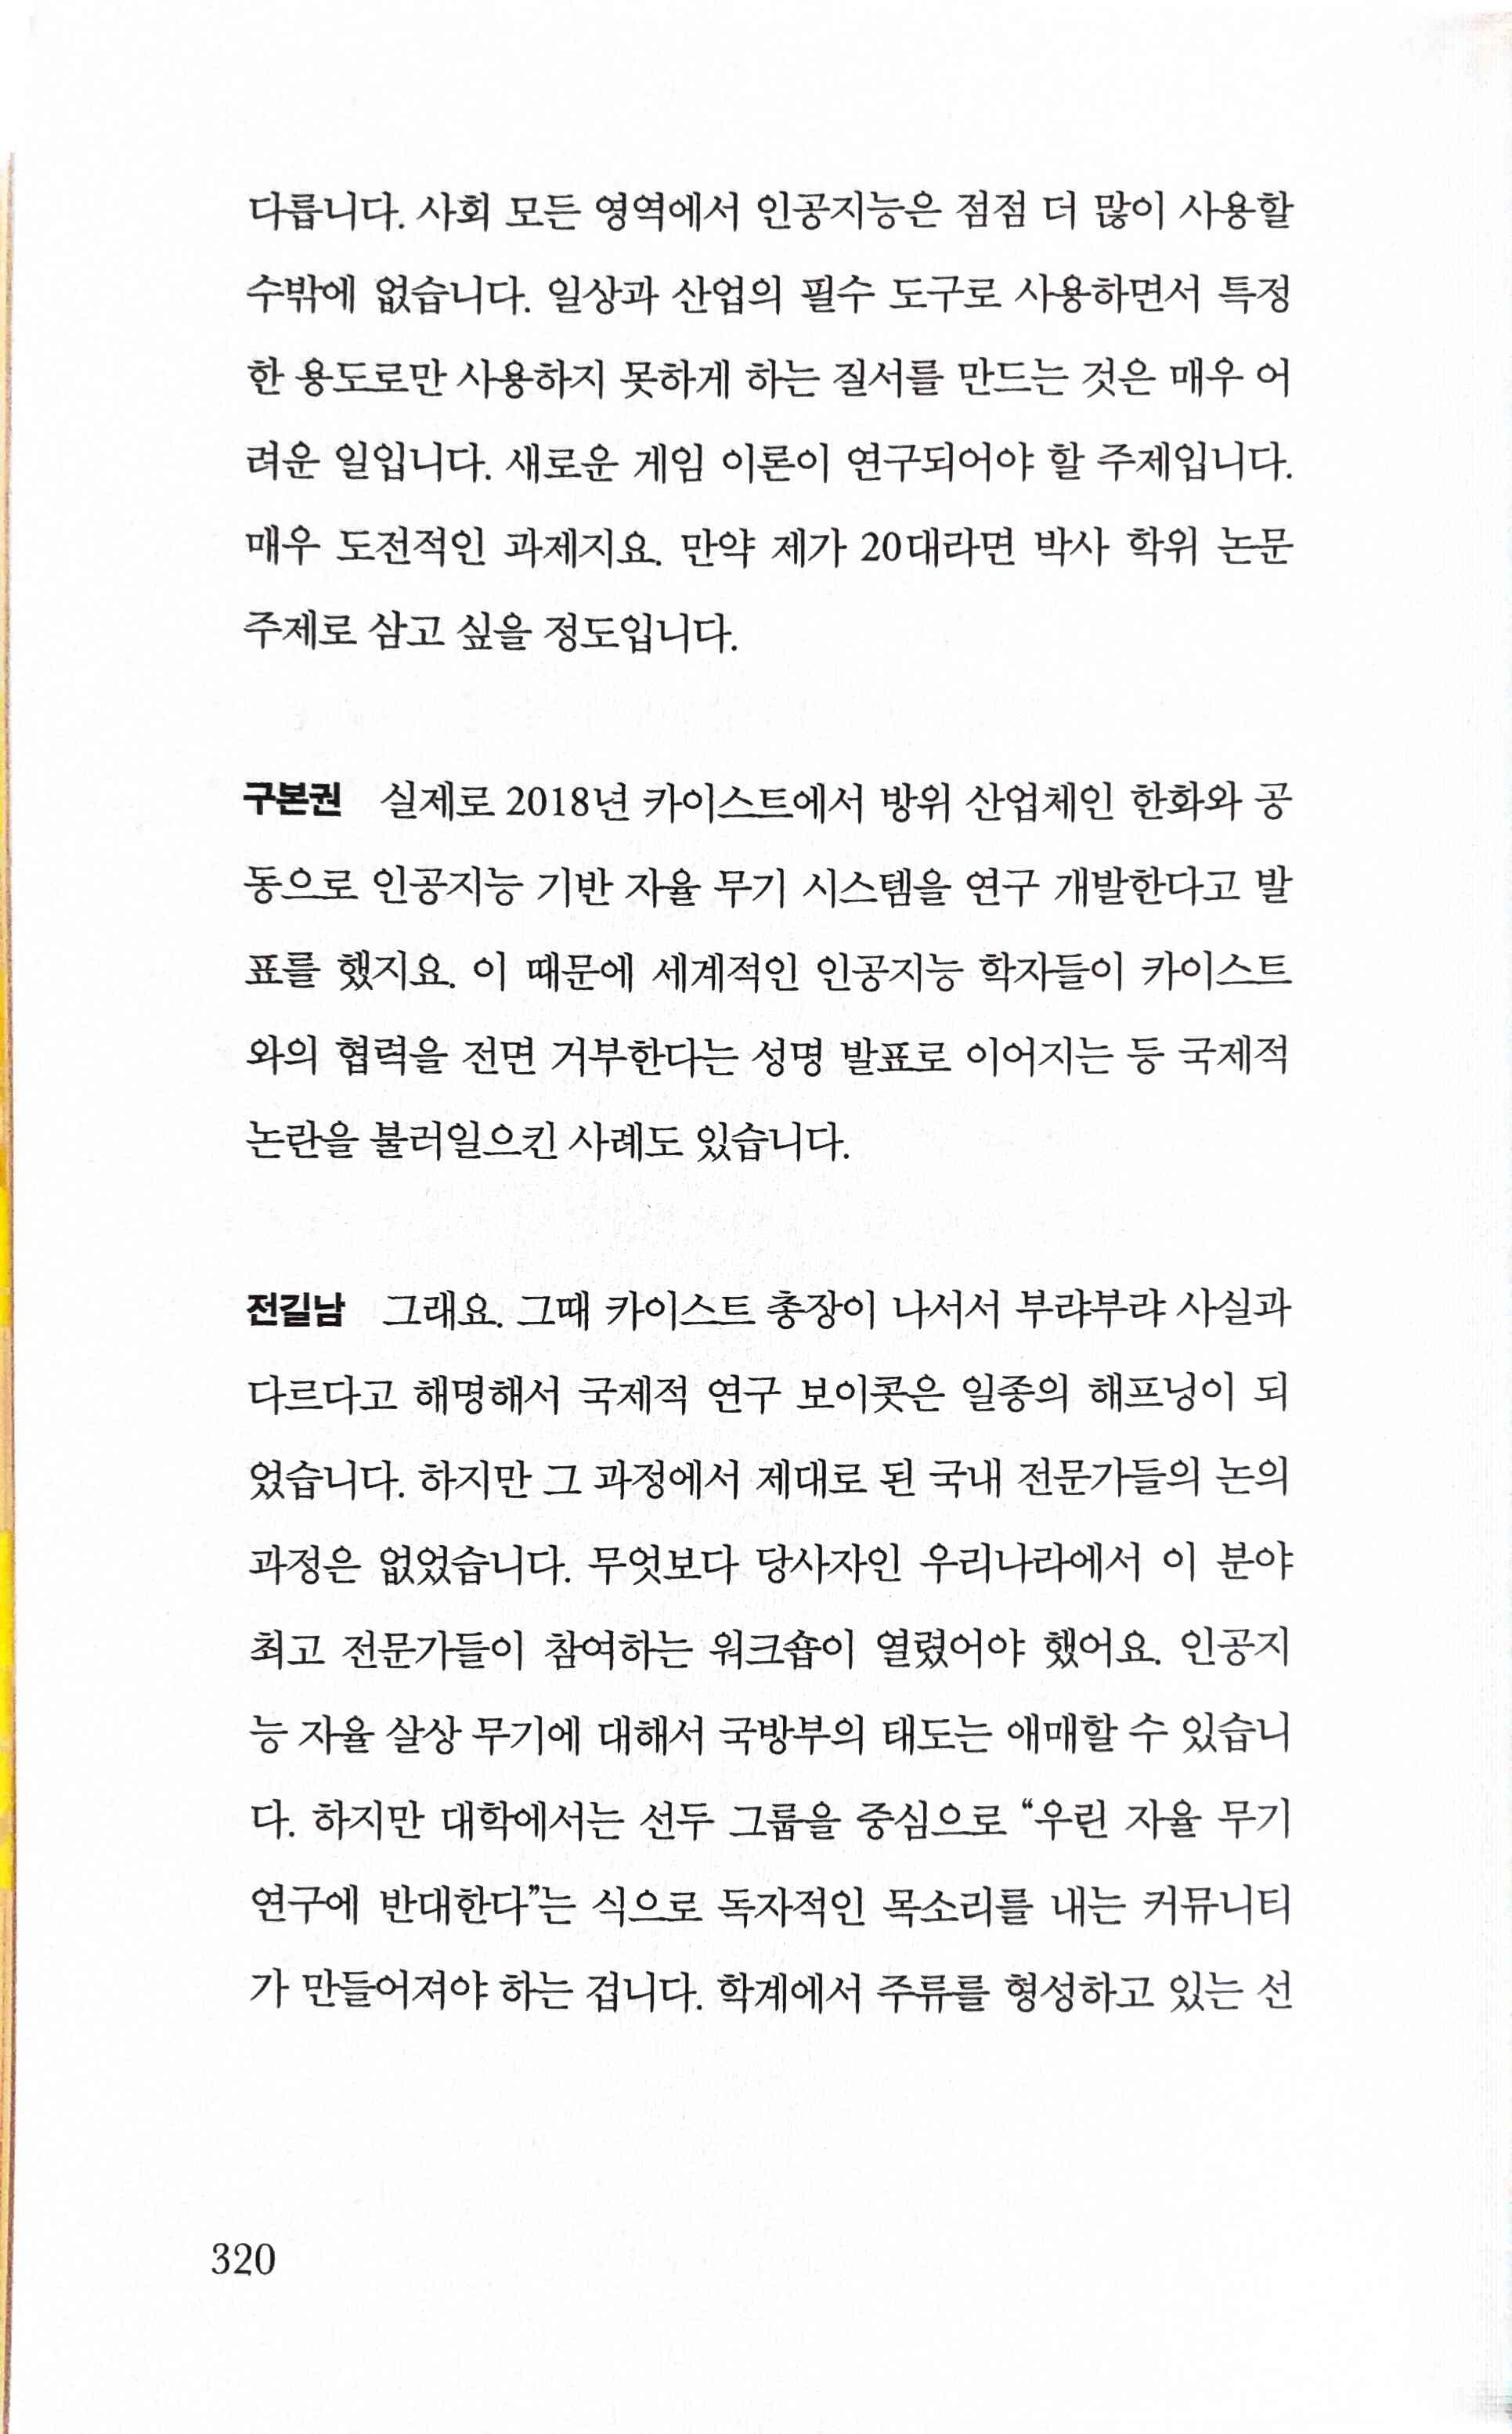 다릅니다. 사회 모든 영역에서 인공지능은 점점 더 많이 사용할
수밖에 없습니다. 일상과 산업의 필수 도구로 사용하면서 특정
한 용도로만 사용하지 못하게 하는 질서를 만드는 것은 매우 어
려운 일입니다. 새로운 게임 이론이 연구되어야 할 주제입니다.
매우 도전적인 과제지요. 만약 제가 20대라면 박사 학위 논문
주제로 삼고 싶을 정도입니다.
구본권 실제로 2018년 카이스트에서 방위 산업체인 한화와 공
동으로 인공지능 기반 자율 무기 시스템을 연구 개발한다고 발
표를 했지요. 이 때문에 세계적인 인공지능 학자들이 카이스트
와의 협력을 전면 거부한다는 성명 발표로 이어지는 등 국제적
논란을 불러일으킨 사례도 있습니다.
전길남 그래요. 그때 카이스트 총장이 나서서 부랴부랴 사실과
다르다고 해명해서 국제적 연구 보이콧은 일종의 해프닝이 되
었습니다. 하지만 그 과정에서 제대로 된 국내 전문가들의 논의
과정은 없었습니다. 무엇보다 당사자인 우리나라에서 이 분야
최고 전문가들이 참여하는 워크숍이 열렸어야 했어요. 인공지
능 자율 살상 무기에 대해서 국방부의 태도는 애매할 수 있습니
다. 하지만 대학에서는 선두 그룹을 중심으로 “우린 자율 무기
연구에 반대한다”는 식으로 독자적인 목소리를 내는 커뮤니티
가 만들어져야 하는 겁니다. 학계에서 주류를 형성하고 있는 선
320